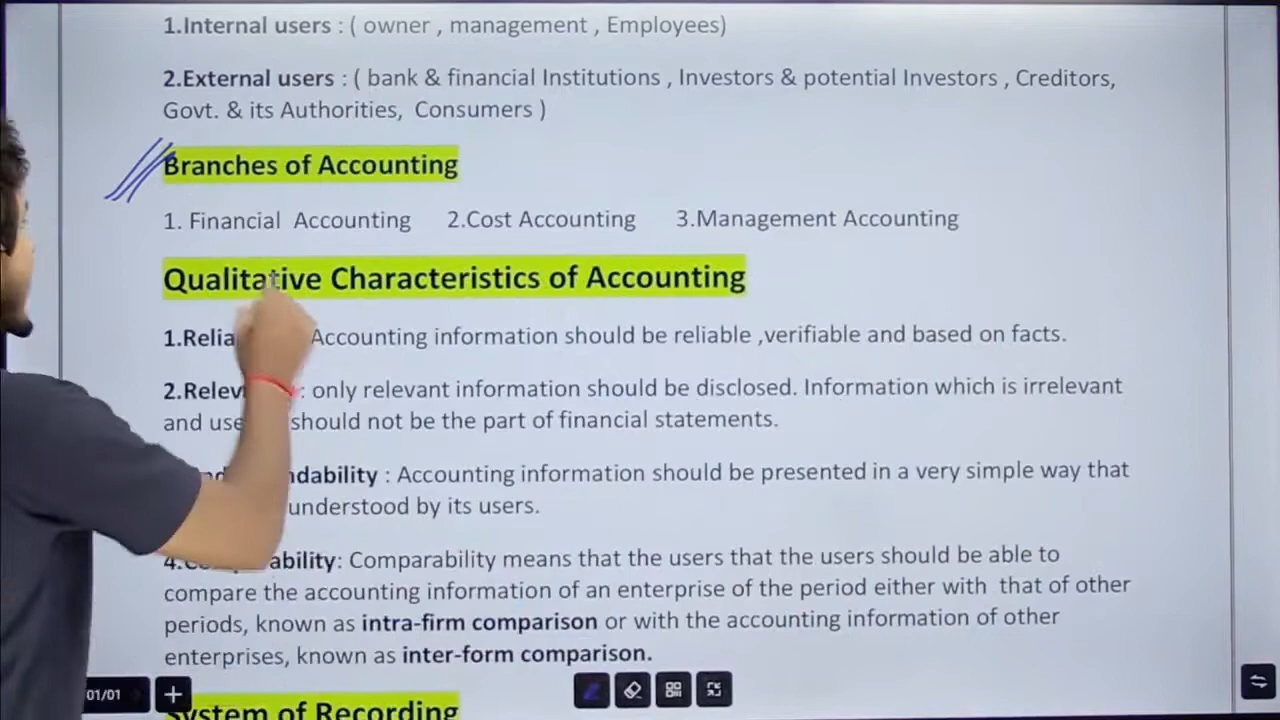 1.Internal users : ( owner , management , Employees)
2.External users : ( bank & financial Institutions , Investors & potential Investors , Creditors,
Govt. & its Authorities, Consumers )
Branches of Accounting
1. Financial Accounting 2.Cost Accounting 3.Management Accounting
Qualitative Characteristics of Accounting
1.Relia Accounting information should be reliable ,verifiable and based on facts.
2.Relev : only relevant information should be disclosed. Information which is irrelevant
and use should not be the part of financial statements.
ndability : Accounting information should be presented in a very simple way that
understood by its users.
ability: Comparability means that the users that the users should be able to
compare the accounting information of an enterprise of the period either with that of other
periods, known as intra-firm comparison or with the accounting information of other
enterprises, known as inter-form comparison.
01/01
System of Recording